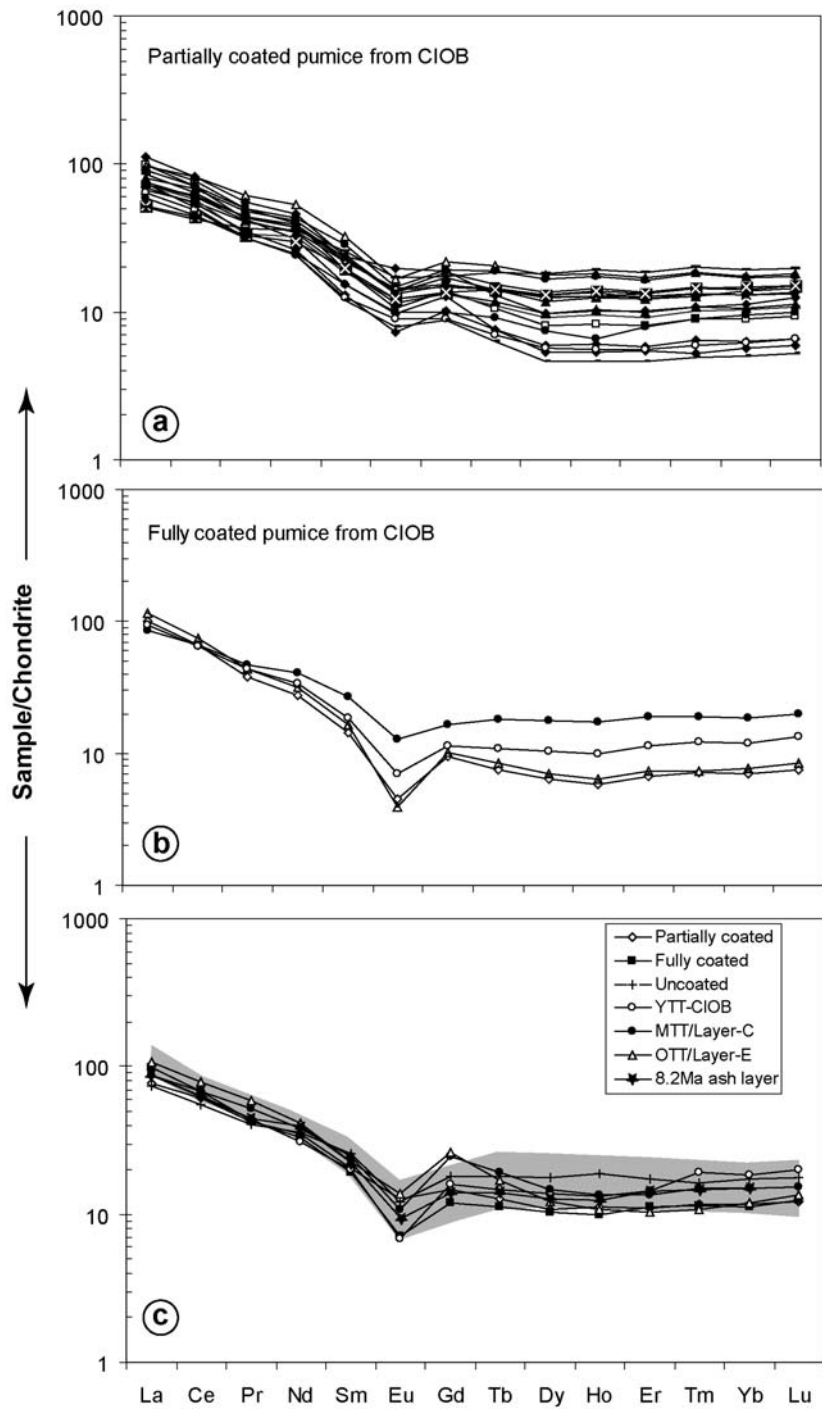 1000
Partially coated pumice from CIOB
100
10
a
1
1000
Fully coated pumice from CIOB
100
10
b
1
Sample/Chondrite
1000
Partially coated
Fully coated
Uncoated
YTT-CIOB
MTT/Layer-C
OTT/Layer-E
8.2Ma ash layer
100
10
c
1
La Ce Pr Nd Sm Eu Gd Tb Dy Ho Er Tm Yb Lu